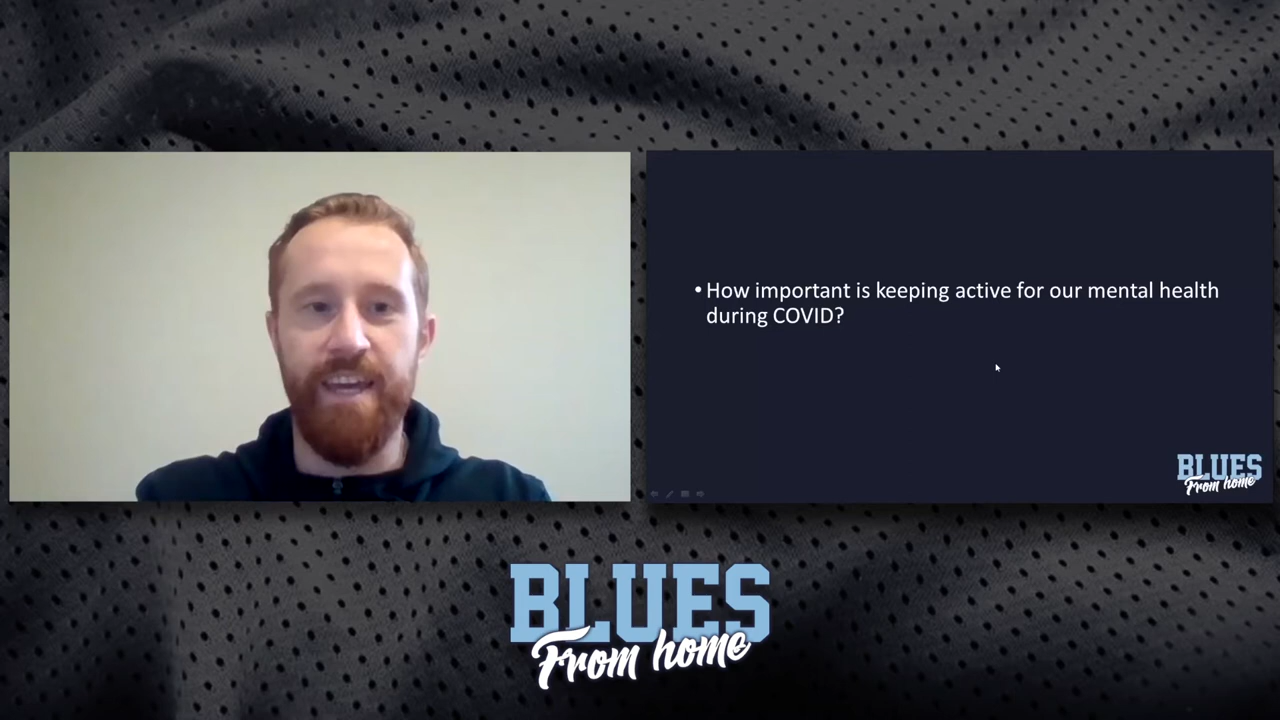 • How important is keeping active for our mental health
during COVID?
BLUES
From home
BLUES
From home